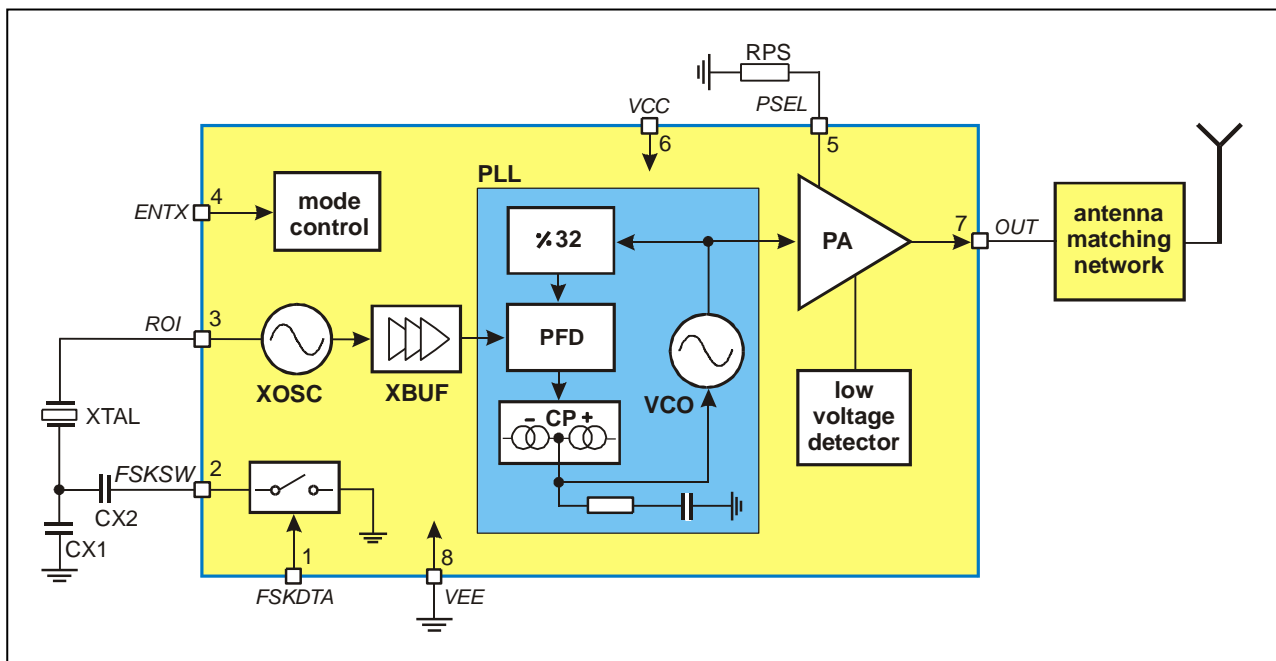 RPS
VCC
PSEL
6
5
PLL
4
ENTX
mode
control
٪32
PA
7
OUT
antenna
matching
network
3
ROI
PFD
XOSC
XBUF
VCO
low
voltage
detector
- CP +
XTAL
2
FSKSW
CX2
CX1
1
8
FSKDTA
VEE